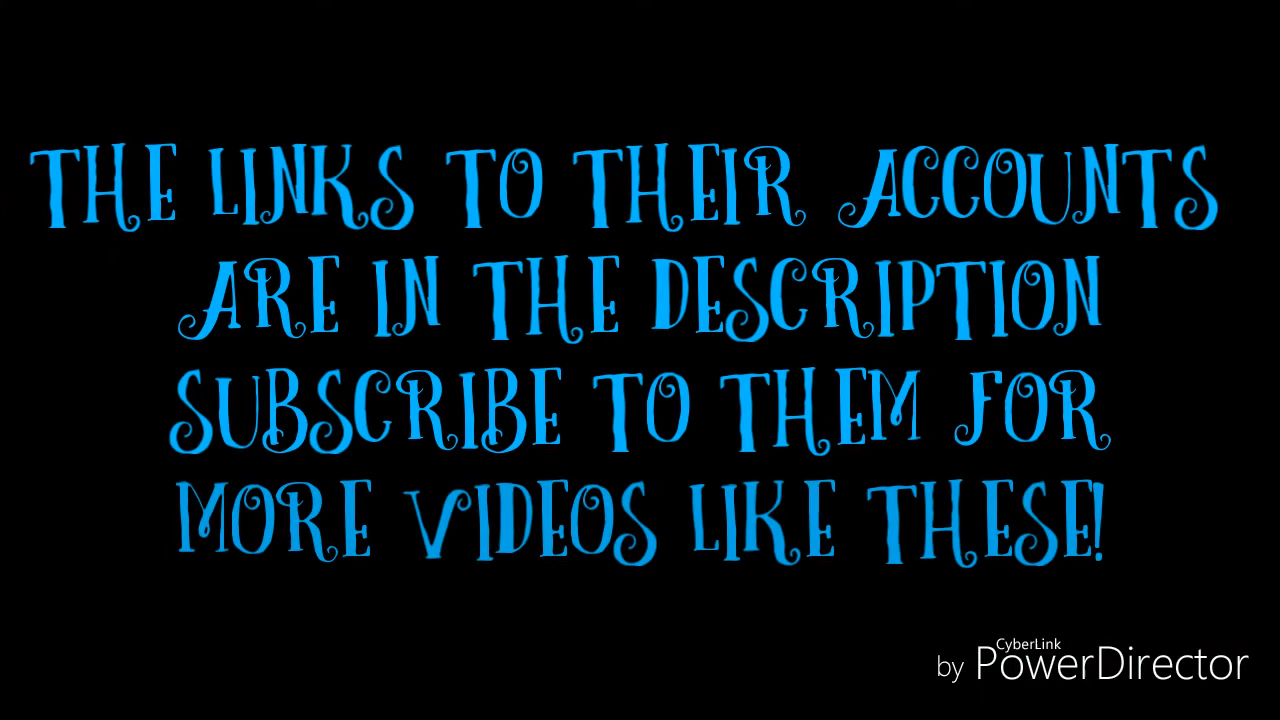 THE LINKS TO THEIR ACCOUNTS
ARE IN THE DESCRIPTION
SUBSCRIBE TO THEM FOR
MORE VIDEOS LIKE THESE!
CyberLink
by PowerDirector